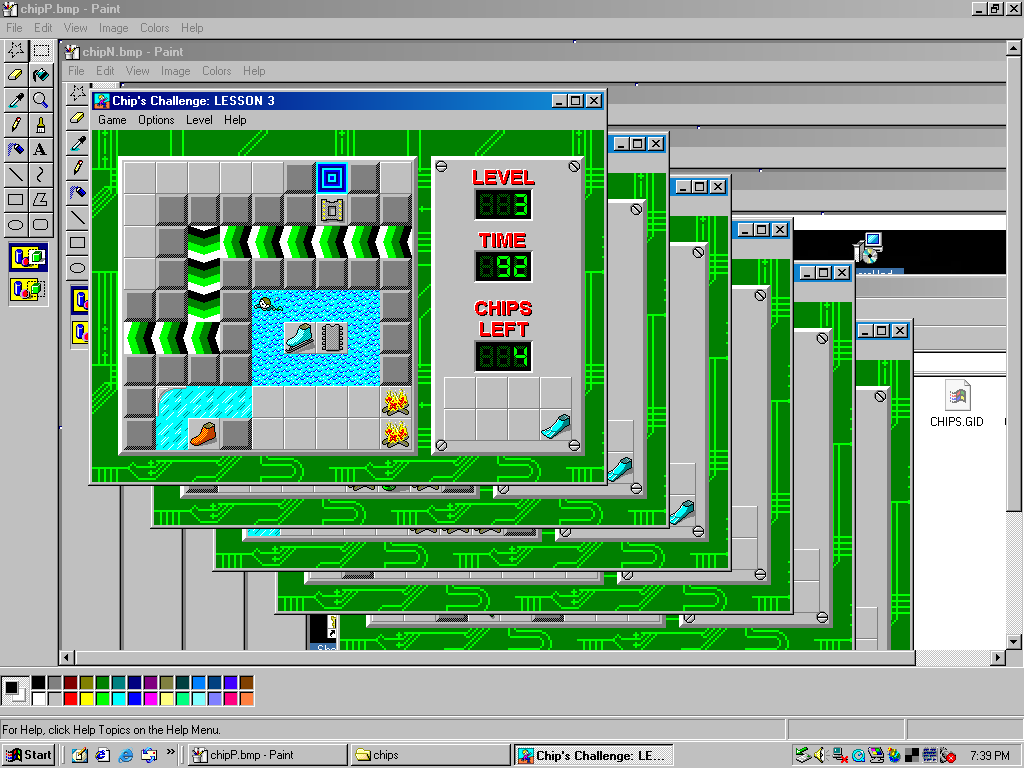 chipP.bmp - Paint
File Edit View Image Colors Help
chipN.bmp - Paint
File Edit View Image Colors Help
Chip's Challenge: LESSON 3
Game Options Level Help
LEVEL
3
TIME
92
CHIPS
LEFT
4
CHIPS.GID
A
For Help, click Help Topics on the Help Menu.
Start
chipP.bmp - Paint
chips
Chip's Challenge: LE...
7:39 PM